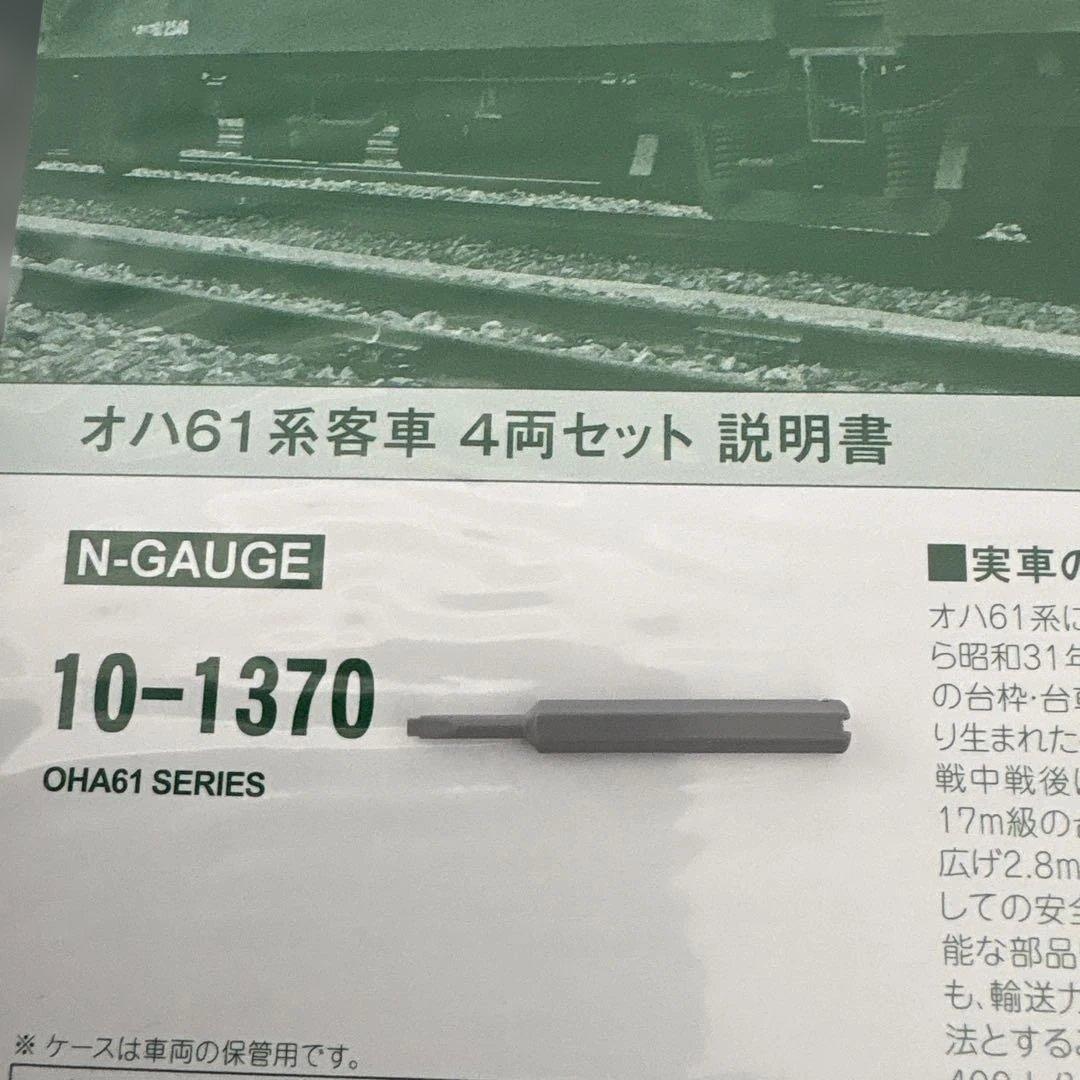 オハ61系客車 4両セット 説明書
N-GAUGE
10-1370
OHA61 SERIES
■実車の
オハ61系に
ら昭和31年
の台枠・台車
り生まれた
戦中戦後に
17m級の
広げ2.8m
しての安全
能な部品
も、輸送力
法とする
※ ケースは車両の保管用です。